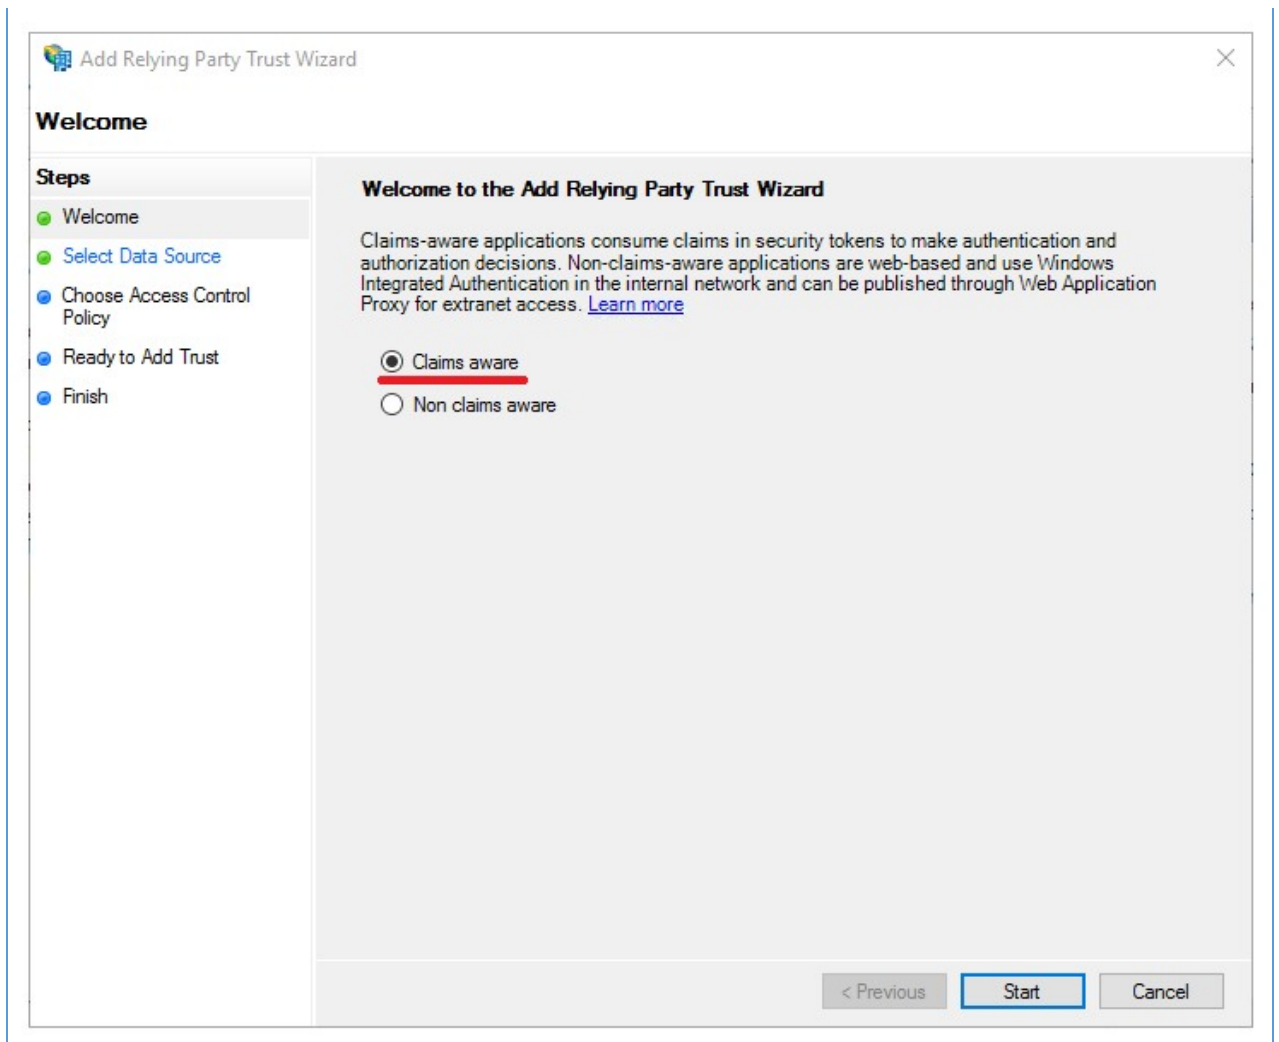 Add Relying Party Trust Wizard
Welcome
Steps
Welcome
Select Data Source
Choose Access Control
Policy
Ready to Add Trust
Finish
Welcome to the Add Relying Party Trust Wizard
Claims-aware applications consume claims in security tokens to make authentication and
authorization decisions. Non-claims-aware applications are web-based and use Windows
Integrated Authentication in the internal network and can be published through Web Application
Proxy for extranet access. Learn more
Claims aware
Non claims aware
< Previous
Start
Cancel